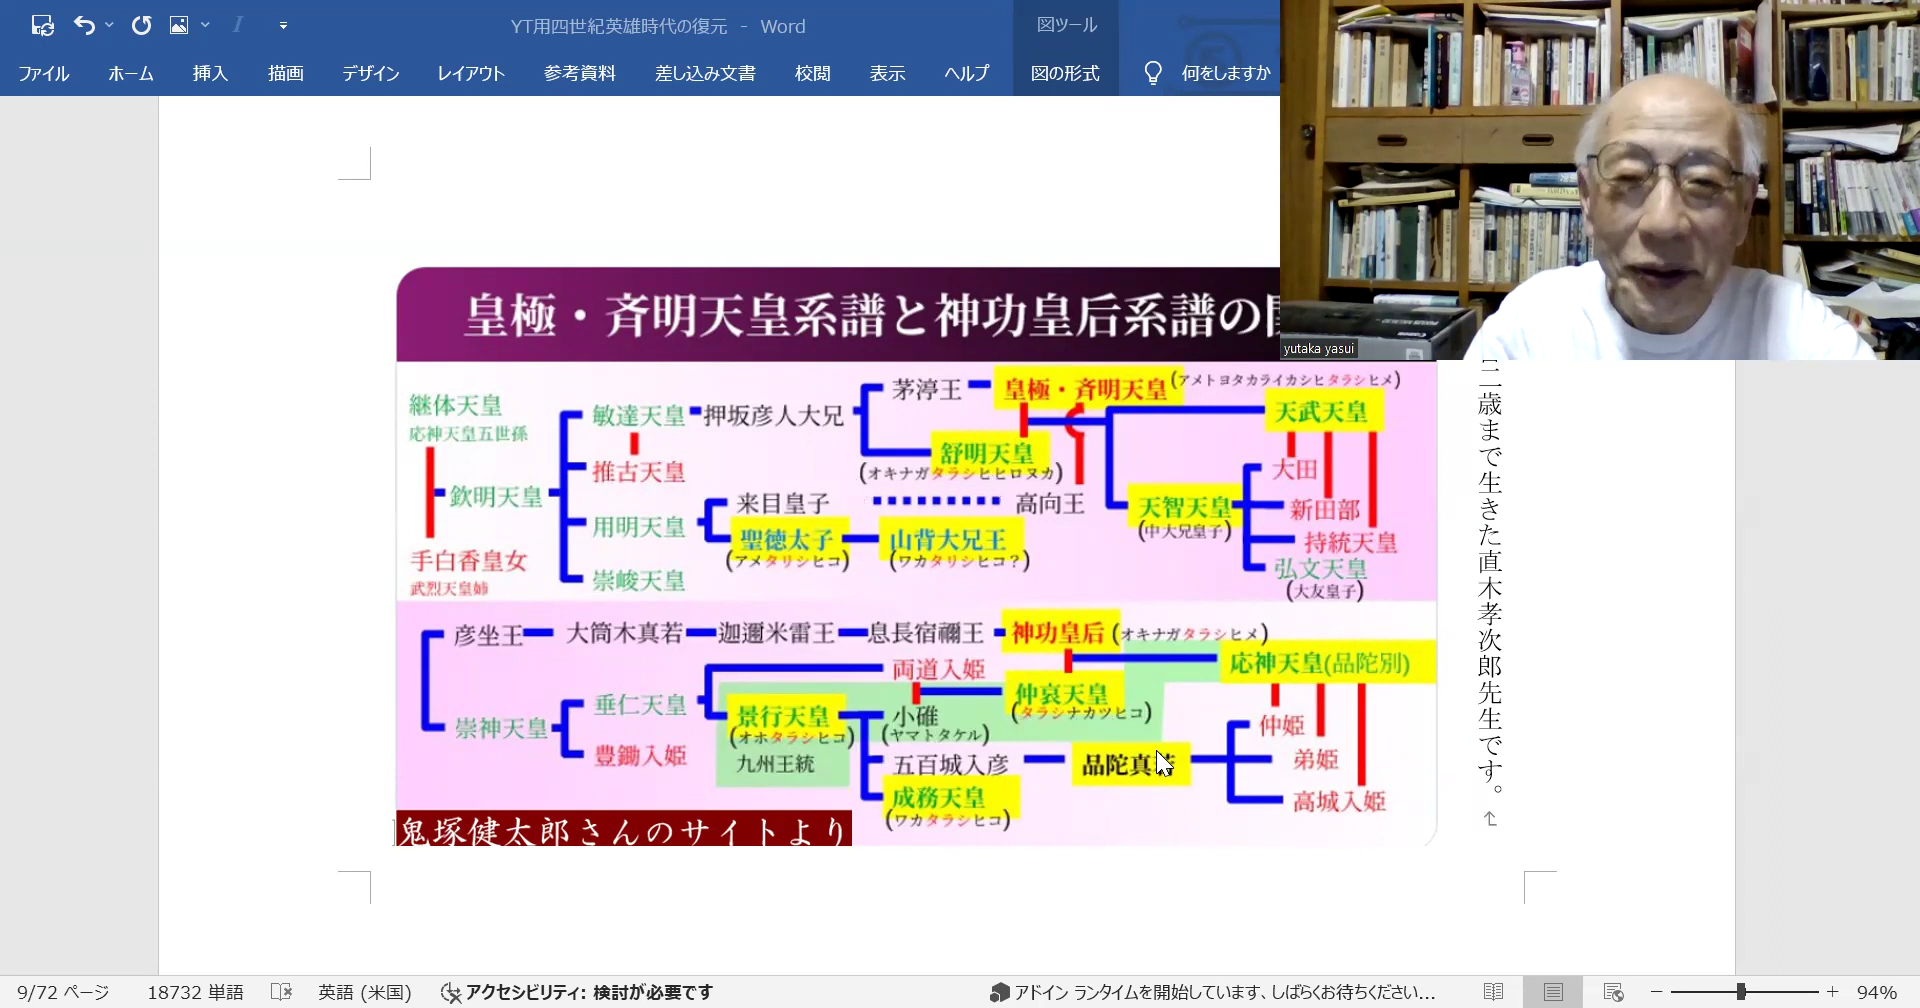 YT用四世紀英雄時代の復元 - Word
図ツール
ファイル ホーム 挿入 描画 デザイン レイアウト 参考資料 差し込み文書 校閲 表示 ヘルプ 図の形式 何をしますか
yutaka yasui
皇極・斉明天皇系譜と神功皇后系譜の
継体天皇
応神天皇五世孫
欽明天皇
手白香皇女
武烈天皇姉
敏達天皇
推古天皇
用明天皇
崇峻天皇
押坂彦人大兄
茅渟王
皇極・斉明天皇
(アメトヨタカライカシヒタラシヒメ)
舒明天皇
(オキナガタラシヒヒロヌカ)
来目皇子
高向王
聖徳太子
(アメタリシヒコ)
山背大兄王
(ワカタリシヒコ?)
天武天皇
天智天皇
(中大兄皇子)
大田
新田部
持統天皇
弘文天皇
(大友皇子)
彦坐王
大筒木真若
迦邇米雷王
息長宿禰王
神功皇后
(オキナガタラシヒメ)
崇神天皇
垂仁天皇
豊鋤入姫
両道入姫
景行天皇
(オホタラシヒコ)
九州王統
小碓
(ヤマトタケル)
仲哀天皇
(タラシナカツヒコ)
応神天皇(品陀別)
五百城入彦
品陀真
成務天皇
(ワカタラシヒコ)
仲姫
弟姫
高城入姫
鬼塚健太郎さんのサイトより
三歳まで生きた直木孝次郎先生です。
9/72 ページ 18732 単語 英語 (米国) アクセシビリティ: 検討が必要です アドイン ランタイムを開始しています、しばらくお待ちください... 94%